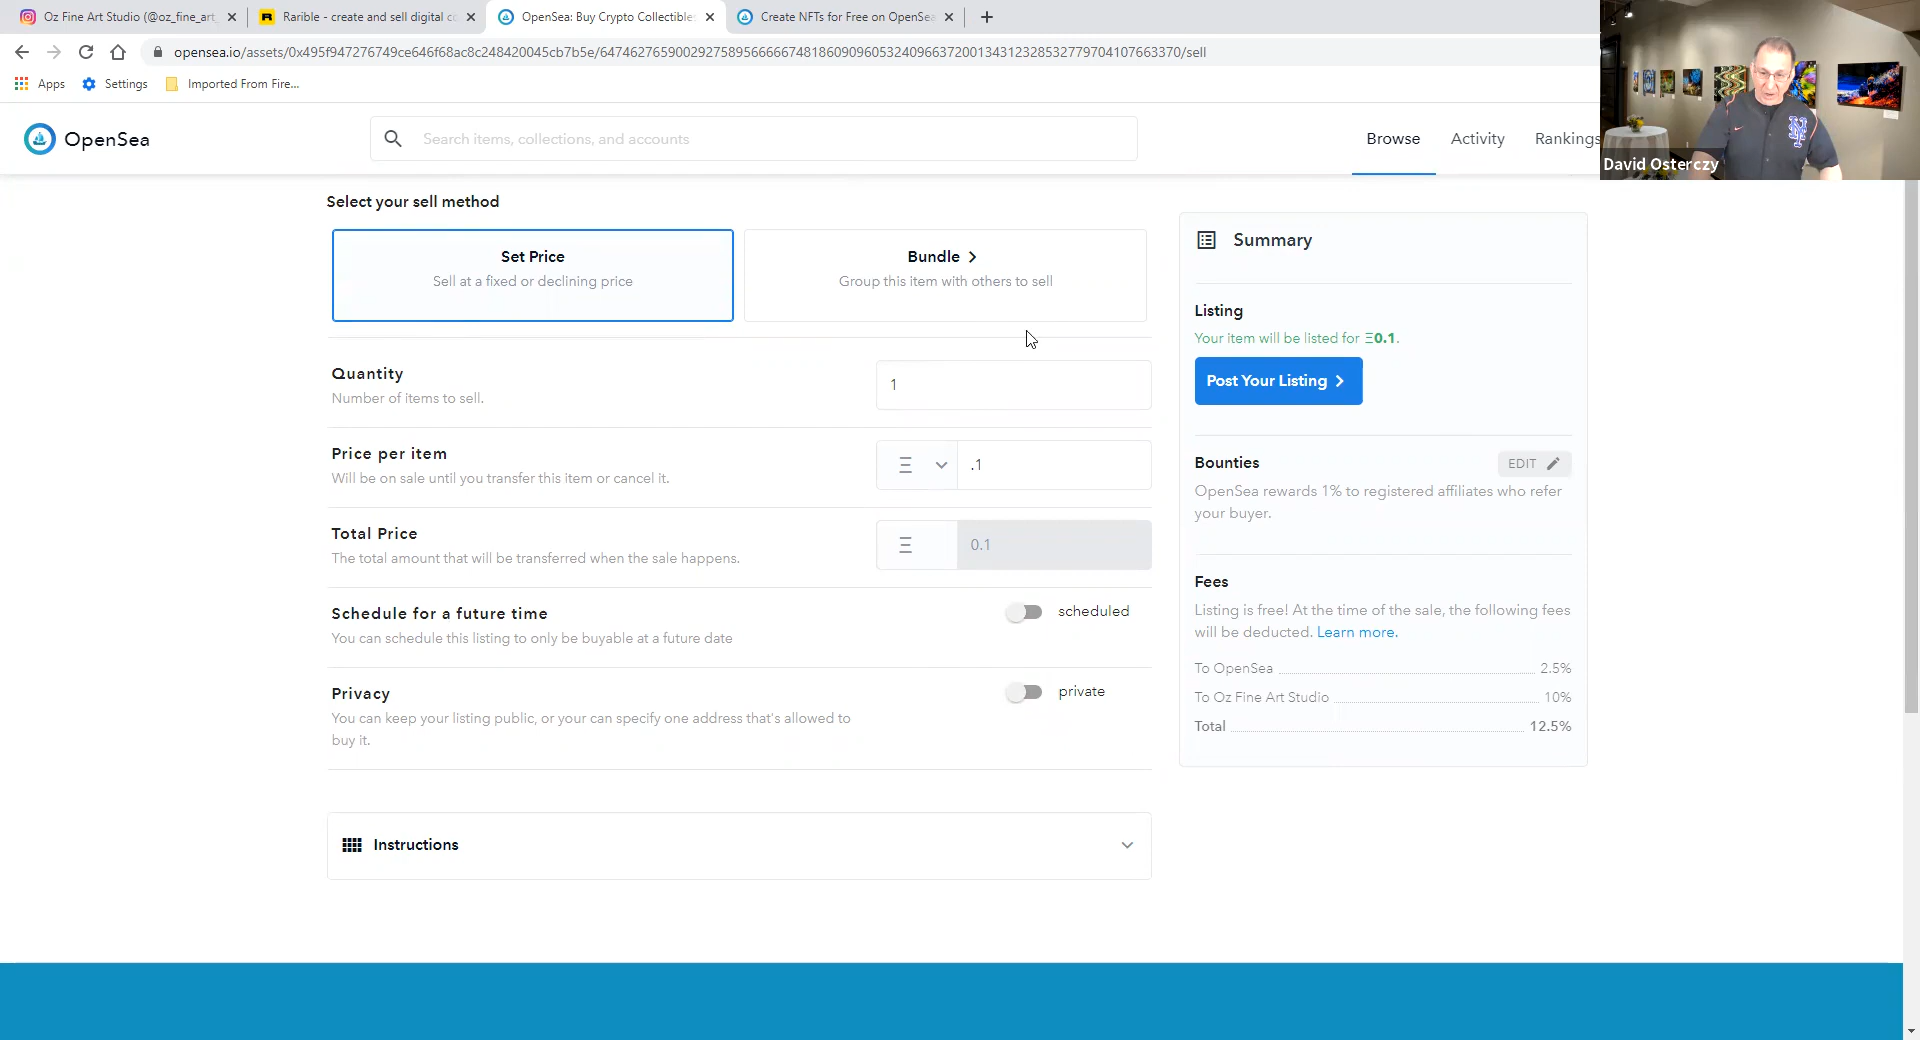 Oz Fine Art Studio (@oz_fine_art_
Rarible - create and sell digital co
OpenSea: Buy Crypto Collectibles
Create NFTs for Free on OpenSea
opensea.io/assets/0x495f947276749ce646f68ac8c248420045cb7b5e/64746276590029275895666667481860909605324096637200134312328532779704107663370/sell
Apps
Settings
Imported From Fire...
OpenSea
Search items, collections, and accounts
Browse
Activity
Rankings
David Osterczy
Select your sell method
Set Price
Sell at a fixed or declining price
Bundle
Group this item with others to sell
Quantity
Number of items to sell.
1
Price per item
Will be on sale until you transfer this item or cancel it.
Ξ
.1
Total Price
The total amount that will be transferred when the sale happens.
Ξ
0.1
Schedule for a future time
You can schedule this listing to only be buyable at a future date
scheduled
Privacy
You can keep your listing public, or your can specify one address that's allowed to
buy it.
private
Instructions
Summary
Listing
Your item will be listed for Ξ0.1.
Post Your Listing
Bounties
EDIT
OpenSea rewards 1% to registered affiliates who refer
your buyer.
Fees
Listing is free! At the time of the sale, the following fees
will be deducted. Learn more.
To OpenSea 2.5%
To Oz Fine Art Studio 10%
Total 12.5%
NY